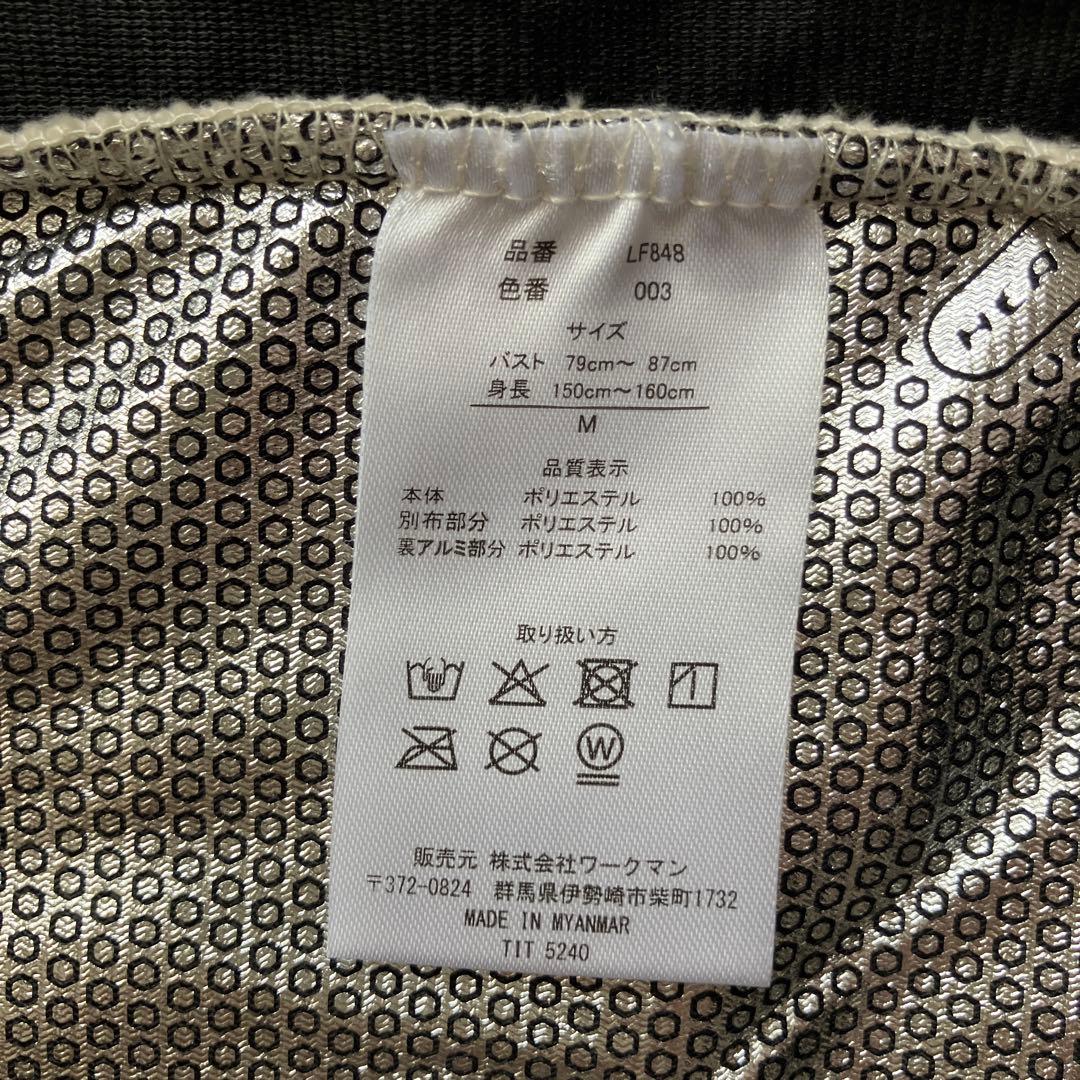 品番 LF848
色番 003
サイズ
バスト 79cm～ 87cm
身長 150cm～160cm
M
品質表示
本体 ポリエステル 100%
別布部分 ポリエステル 100%
裏アルミ部分 ポリエステル 100%
取り扱い方
W
販売元 株式会社ワークマン
〒372-0824 群馬県伊勢崎市柴町1732
MADE IN MYANMAR
TIT 5240